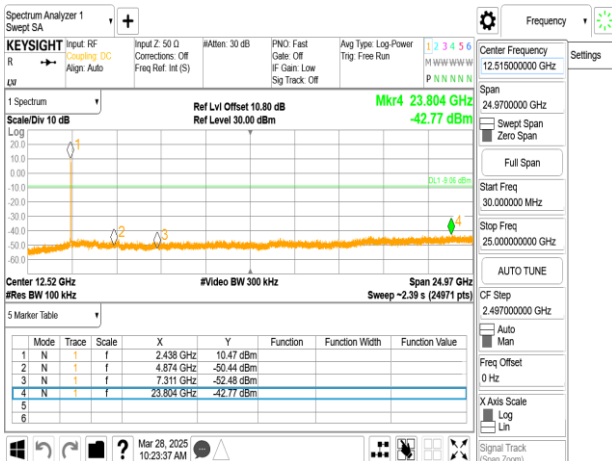 Spectrum Analyzer 1
Swept SA
Frequency
Settings
KEYSIGHT
R
Input: RF
Coupling: DC
Align: Auto
Input Z: 50 Ω
Corrections: Off
Freq Ref: Int (S)
#Atten: 30 dB
PNO: Fast
Gate: Off
IF Gain: Low
Sig Track: Off
Avg Type: Log-Power
Trig: Free Run
1 2 3 4 5 6
M W W W W W
P N N N N N
1 Spectrum
Scale/Div 10 dB
Ref Lvl Offset 10.80 dB
Ref Level 30.00 dBm
Mkr4 23.804 GHz
-42.77 dBm
Log
20.0
10.0
0.00
-10.0
-20.0
-30.0
-40.0
-50.0
-60.0
1
2
3
4
Center 12.52 GHz
#Res BW 100 kHz
#Video BW 300 kHz
Span 24.97 GHz
Sweep ~2.39 s (24971 pts)
5 Marker Table
Mode Trace Scale X Y Function Function Width Function Value
1 N 1 f 2.438 GHz 10.47 dBm
2 N 1 f 4.874 GHz -50.44 dBm
3 N 1 f 7.311 GHz -52.48 dBm
4 N 1 f 23.804 GHz -42.77 dBm
5
6
Mar 28, 2025
10:23:37 AM
Center Frequency
12.515000000 GHz
Span
24.9700000 GHz
Swept Span
Zero Span
Full Span
Start Freq
30.000000 MHz
Stop Freq
25.000000000 GHz
AUTO TUNE
CF Step
2.497000000 GHz
Auto
Man
Freq Offset
0 Hz
X Axis Scale
Log
Lin
Signal Track
(Span Zoom)